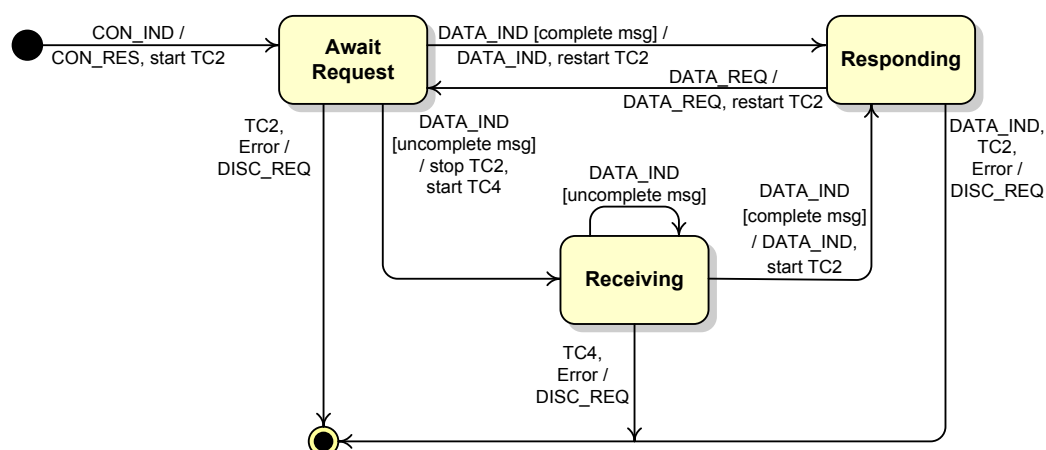 CON_IND /
CON_RES, start TC2
Await
Request
DATA_IND [complete msg] /
DATA_IND, restart TC2
DATA_REQ /
DATA_REQ, restart TC2
Responding
TC2,
Error /
DISC_REQ
DATA_IND
[uncomplete msg]
/ stop TC2,
start TC4
DATA_IND
[uncomplete msg]
DATA_IND
[complete msg]
/ DATA_IND,
start TC2
DATA_IND,
TC2,
Error /
DISC_REQ
Receiving
TC4,
Error /
DISC_REQ